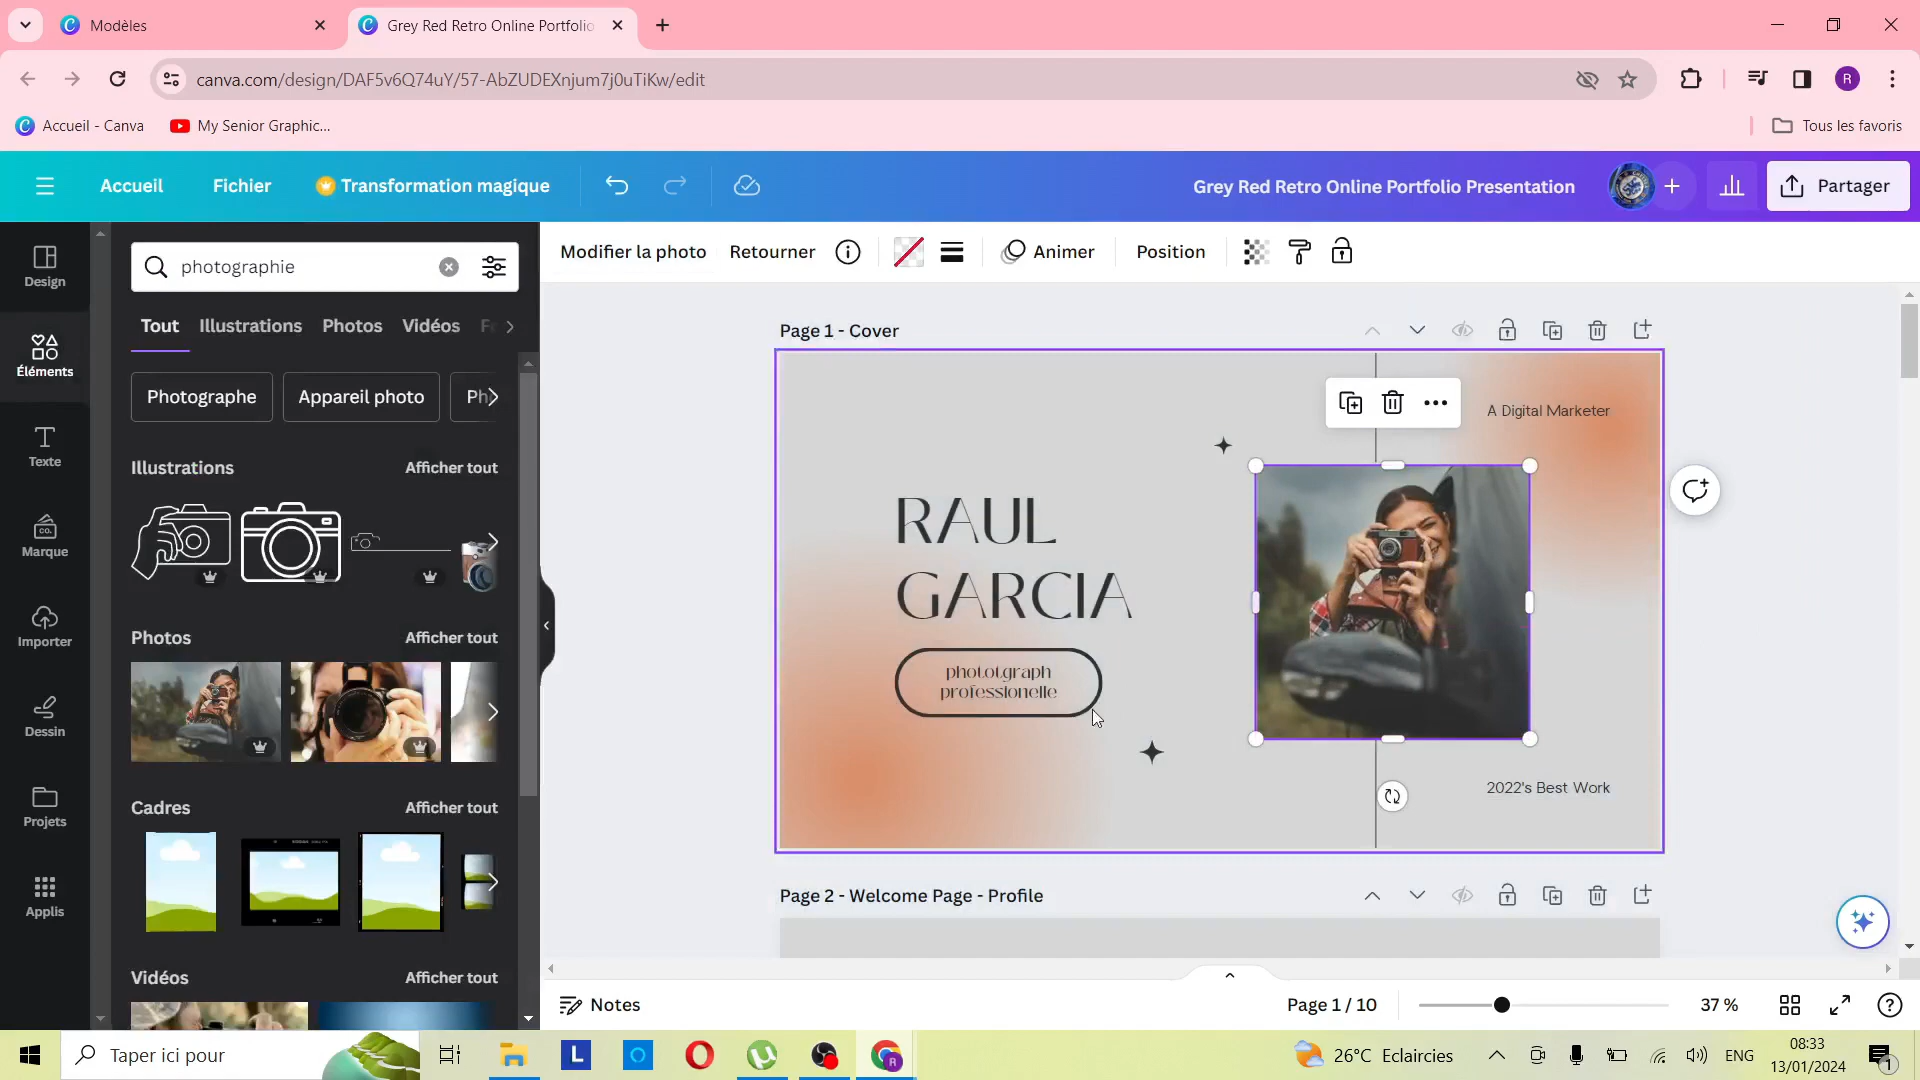 Modèles
Grey Red Retro Online Portfolio
canva.com/design/DAF5v6Q74uY/57-AbZUDEXnjum7j0uTiKw/edit
R
Accueil - Canva
My Senior Graphic...
Tous les favoris
Accueil
Fichier
Transformation magique
Grey Red Retro Online Portfolio Presentation
Partager
Design
Éléments
Texte
Marque
Importer
Dessin
Projets
Applis
photographie
Tout
Illustrations
Photos
Vidéos
Photographe
Appareil photo
Ph
Illustrations
Afficher tout
Photos
Afficher tout
Cadres
Afficher tout
Vidéos
Afficher tout
Modifier la photo
Retourner
Animer
Position
Page 1 - Cover
A Digital Marketer
RAUL
GARCIA
phototgraph
professionelle
2022's Best Work
Page 2 - Welcome Page - Profile
Notes
Page 1 / 10
37 %
Taper ici pour
26°C Eclaircies
ENG
08:33
13/01/2024
1